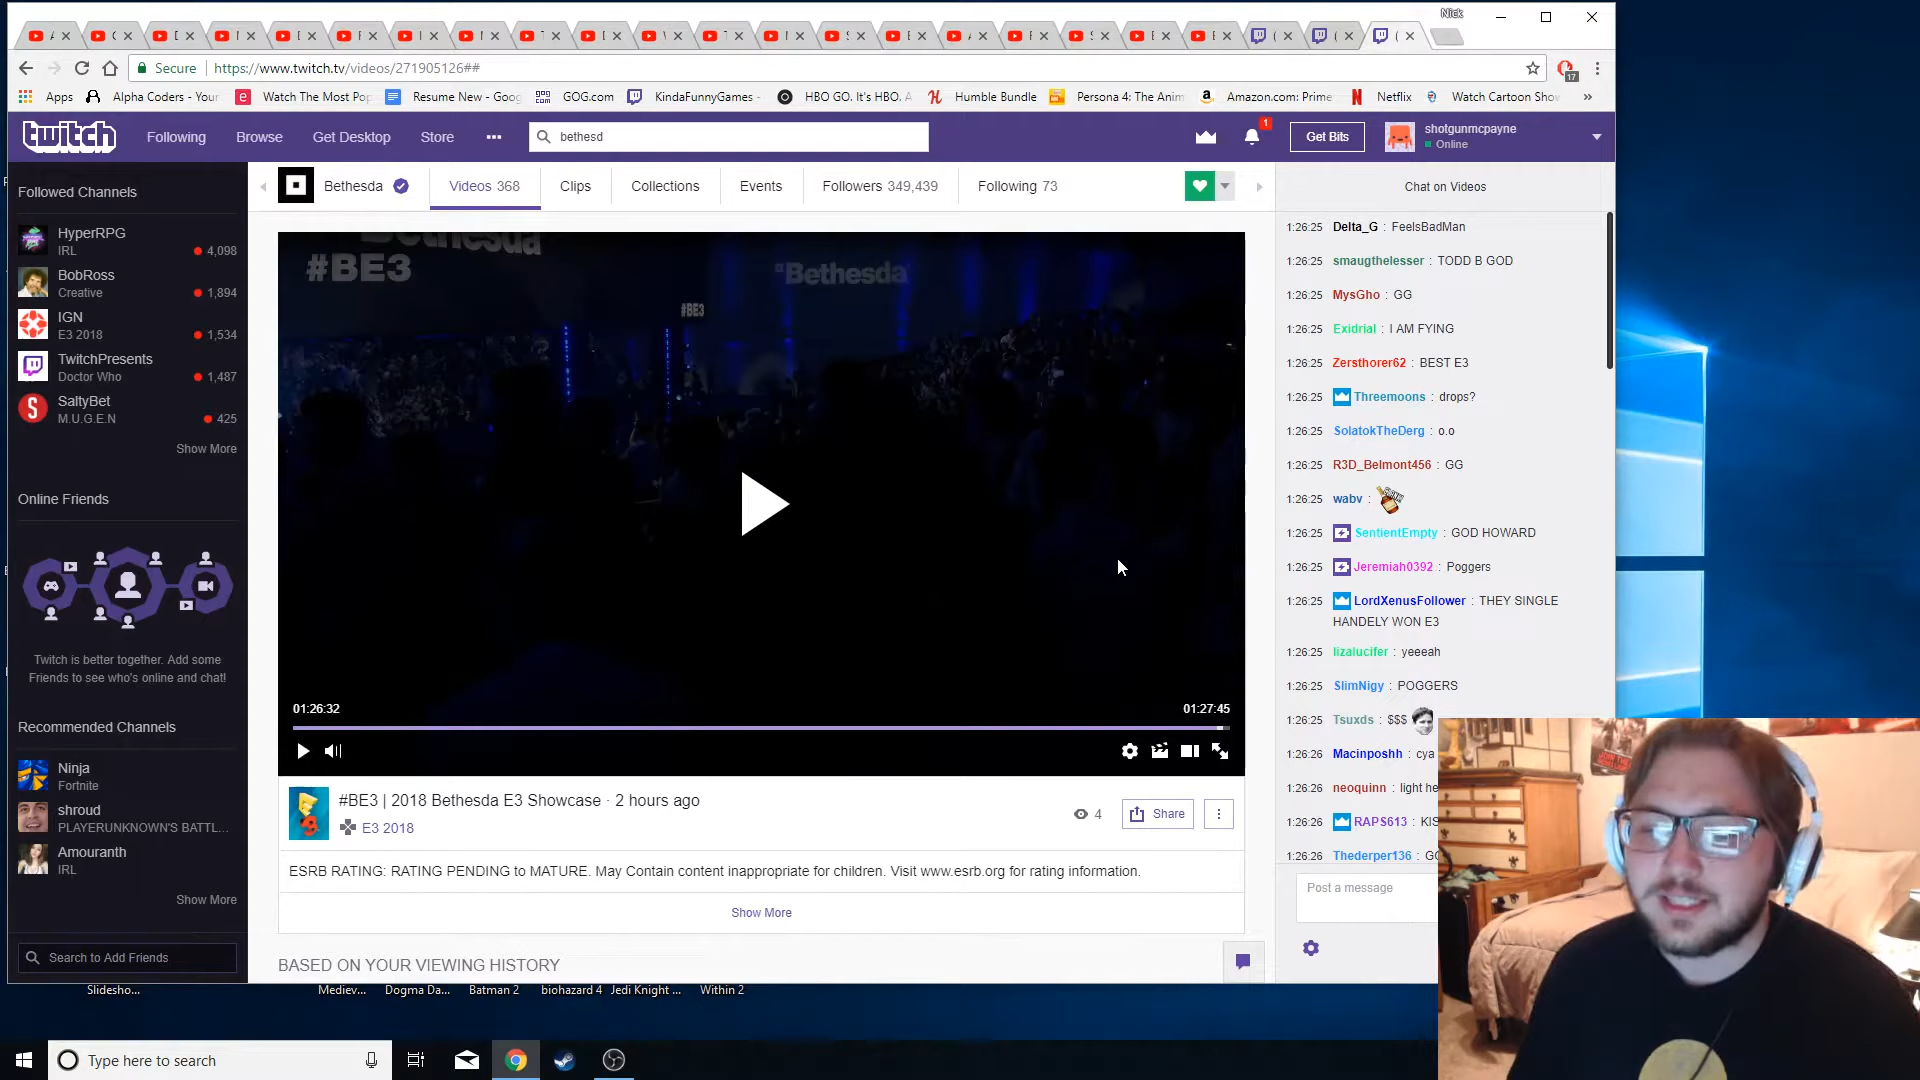 Nick
Secure
https://www.twitch.tv/videos/271905126##
17
Apps
Alpha Coders - Your
Watch The Most Pop
Resume New - Goog
GOG.com
KindaFunnyGames -
HBO GO. It's HBO. A
Humble Bundle
Persona 4: The Anim
Amazon.com: Prime
Netflix
Watch Cartoon Show
twitch
Following
Browse
Get Desktop
Store
bethesd
1
Get Bits
shotgunmcpayne
Online
Followed Channels
HyperRPG
IRL
4,098
BobRoss
Creative
1,894
IGN
E3 2018
1,534
TwitchPresents
Doctor Who
1,487
SaltyBet
M.U.G.E.N
425
Show More
Online Friends
Twitch is better together. Add some
Friends to see who's online and chat!
Recommended Channels
Ninja
Fortnite
shroud
PLAYERUNKNOWN'S BATTL...
Amouranth
IRL
Show More
Search to Add Friends
Bethesda
Videos 368
Clips
Collections
Events
Followers 349,439
Following 73
Bethesda
#BE3
Bethesda
#BE3
01:26:32
01:27:45
#BE3 | 2018 Bethesda E3 Showcase · 2 hours ago
E3 2018
4
Share
ESRB RATING: RATING PENDING to MATURE. May Contain content inappropriate for children. Visit www.esrb.org for rating information.
Show More
BASED ON YOUR VIEWING HISTORY
Chat on Videos
1:26:25 Delta_G : FeelsBadMan
1:26:25 smaugthelesser : TODD B GOD
1:26:25 MysGho : GG
1:26:25 Exidrial : I AM FYING
1:26:25 Zersthorer62 : BEST E3
1:26:25 Threemoons : drops?
1:26:25 SolatokTheDerg : o.o
1:26:25 R3D_Belmont456 : GG
1:26:25 wabv :
1:26:25 SentientEmpty : GOD HOWARD
1:26:25 Jeremiah0392 : Poggers
1:26:25 LordXenusFollower : THEY SINGLE
HANDELY WON E3
1:26:25 lizalucifer : yeeeah
1:26:25 SlimNigy : POGGERS
1:26:25 Tsuxds : $$$
1:26:26 Macinposhh : cya
1:26:26 neoquinn : light he
1:26:26 RAPS613 : KIS
1:26:26 Thederper136 : GO
Post a message
Slidesho...
Mediev...
Dogma Da...
Batman 2
biohazard 4
Jedi Knight ...
Within 2
Type here to search